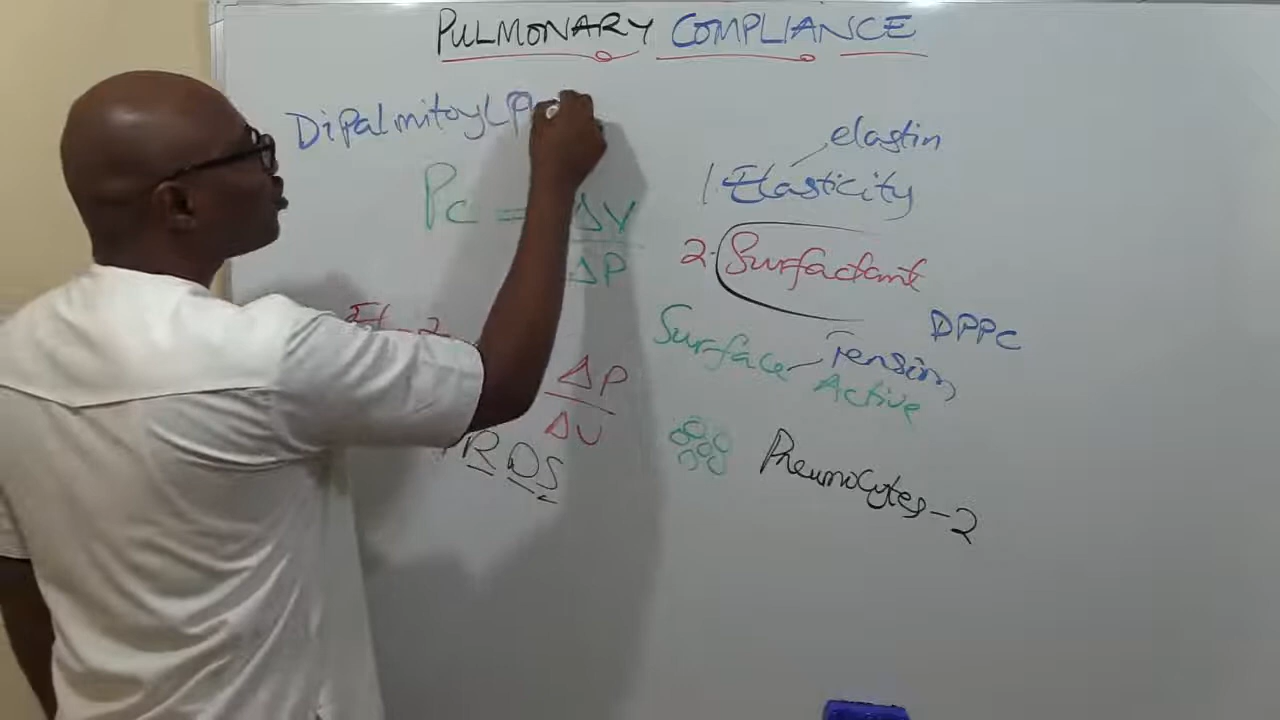 PULMONARY COMPLIANCE
Dipalmitoyl P
elastin
1 Elasticity
Pc = ΔV
ΔP
2. Surfactant
DPPC
Surface Tension
Active
ΔP
ΔV
RDS
Pneumocytes-2